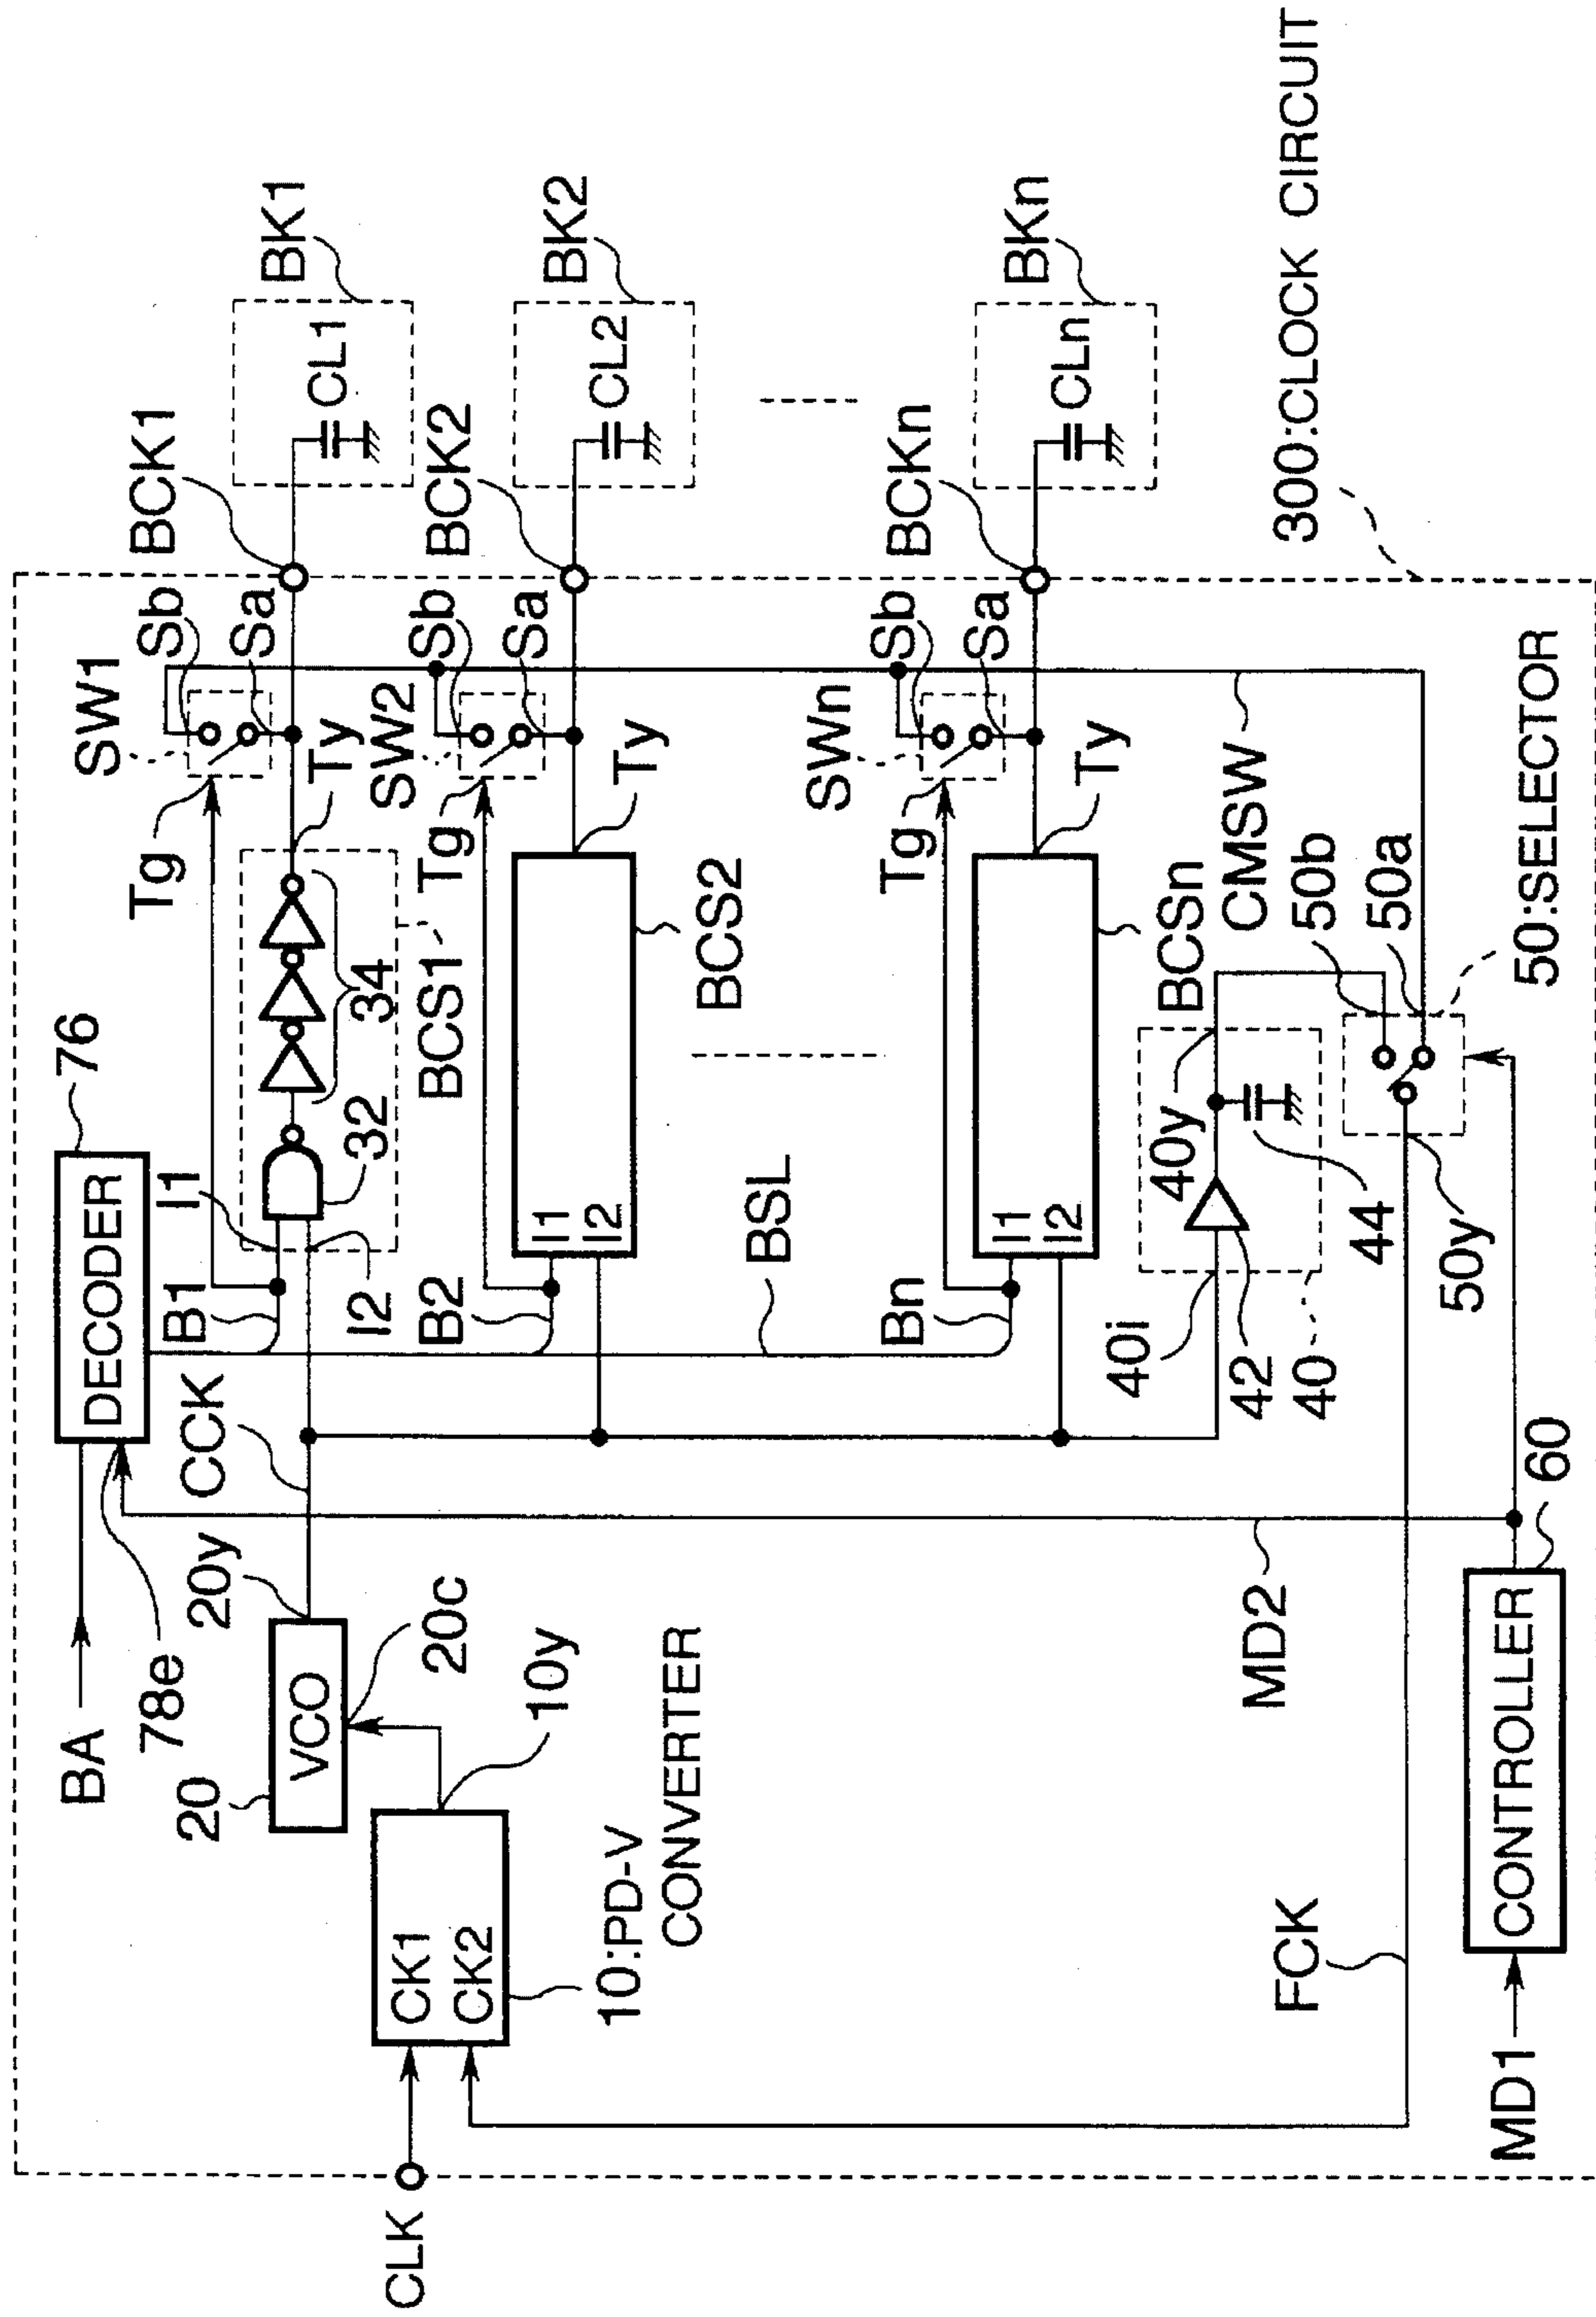 300:CLOCK CIRCUIT
BA
78e
DECODER
76
20
VCO
20y
20c
CCK
B1
I1
I2
32
34
BCS1
Tg
SW1
Sb
Sa
Ty
BCK1
BK1
CL1
B2
I1
I2
BCS2
Tg
SW2
Sb
Sa
Ty
BCK2
BK2
CL2
BSL
Bn
I1
I2
BCSn
Tg
SWn
Sb
Sa
Ty
BCKn
BKn
CLn
CLK
CK1
CK2
10y
10:PD-V
CONVERTER
40i
42
40
40y
44
CMSW
50b
50a
50y
50:SELECTOR
MD2
FCK
MD1
CONTROLLER
60